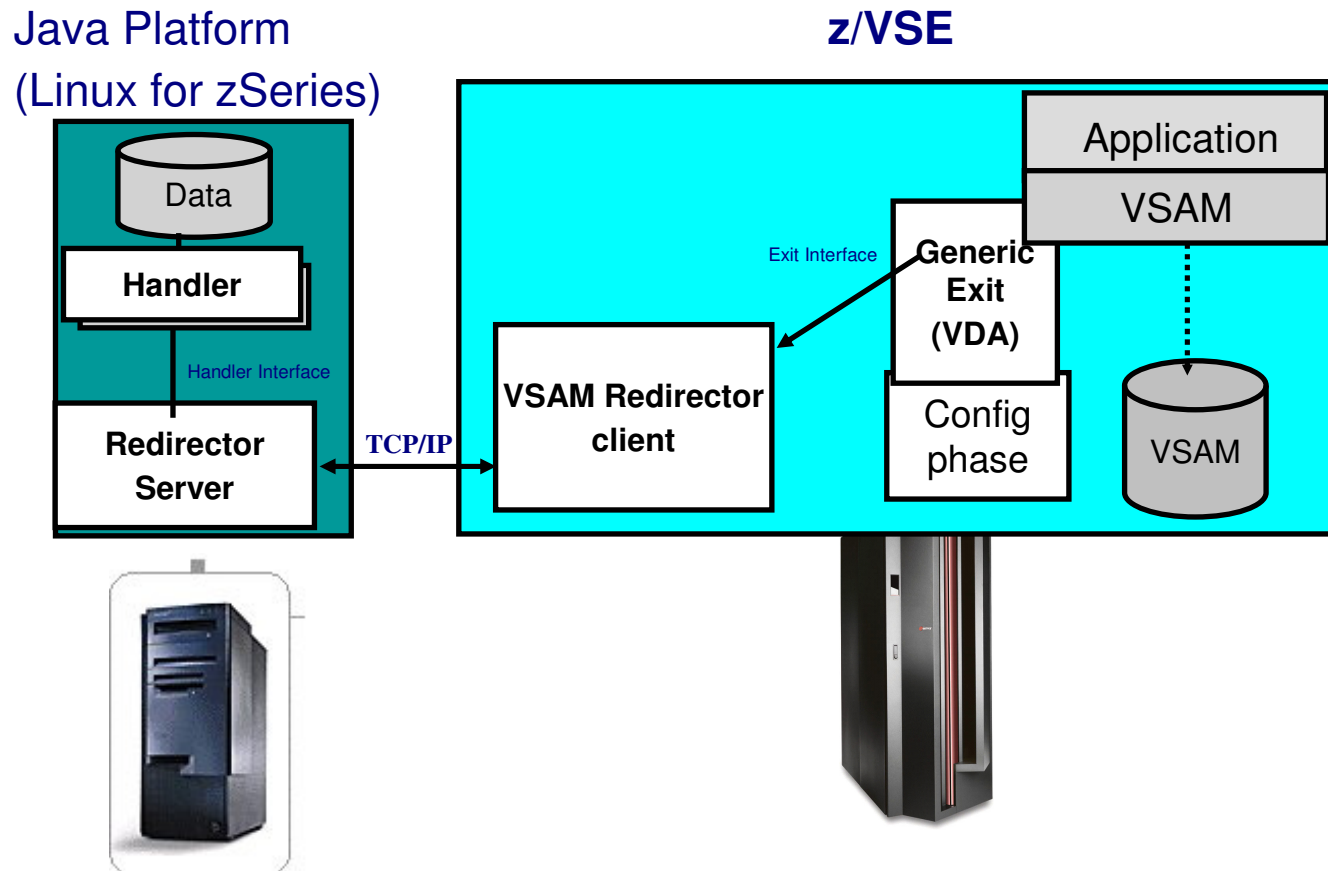 Java Platform
(Linux for zSeries)
z/VSE
Data
Handler
Handler Interface
Redirector
Server
TCP/IP
VSAM Redirector
client
Exit Interface
Generic
Exit
(VDA)
Config
phase
Application
VSAM
VSAM